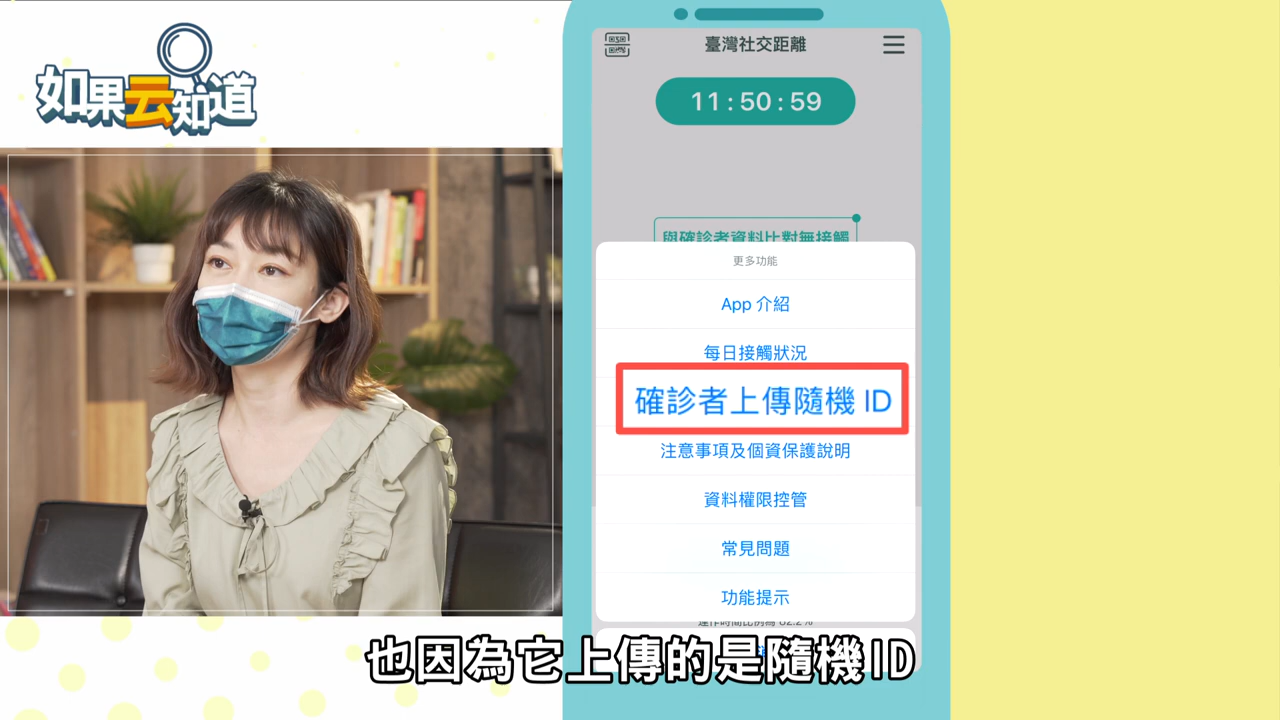 如果云知道
臺灣社交距離
11:50:59
與確診者資料比對無接觸
更多功能
App 介紹
每日接觸狀況
確診者上傳隨機 ID
注意事項及個資保護說明
資料權限控管
常見問題
功能提示
也因為它上傳的是隨機ID